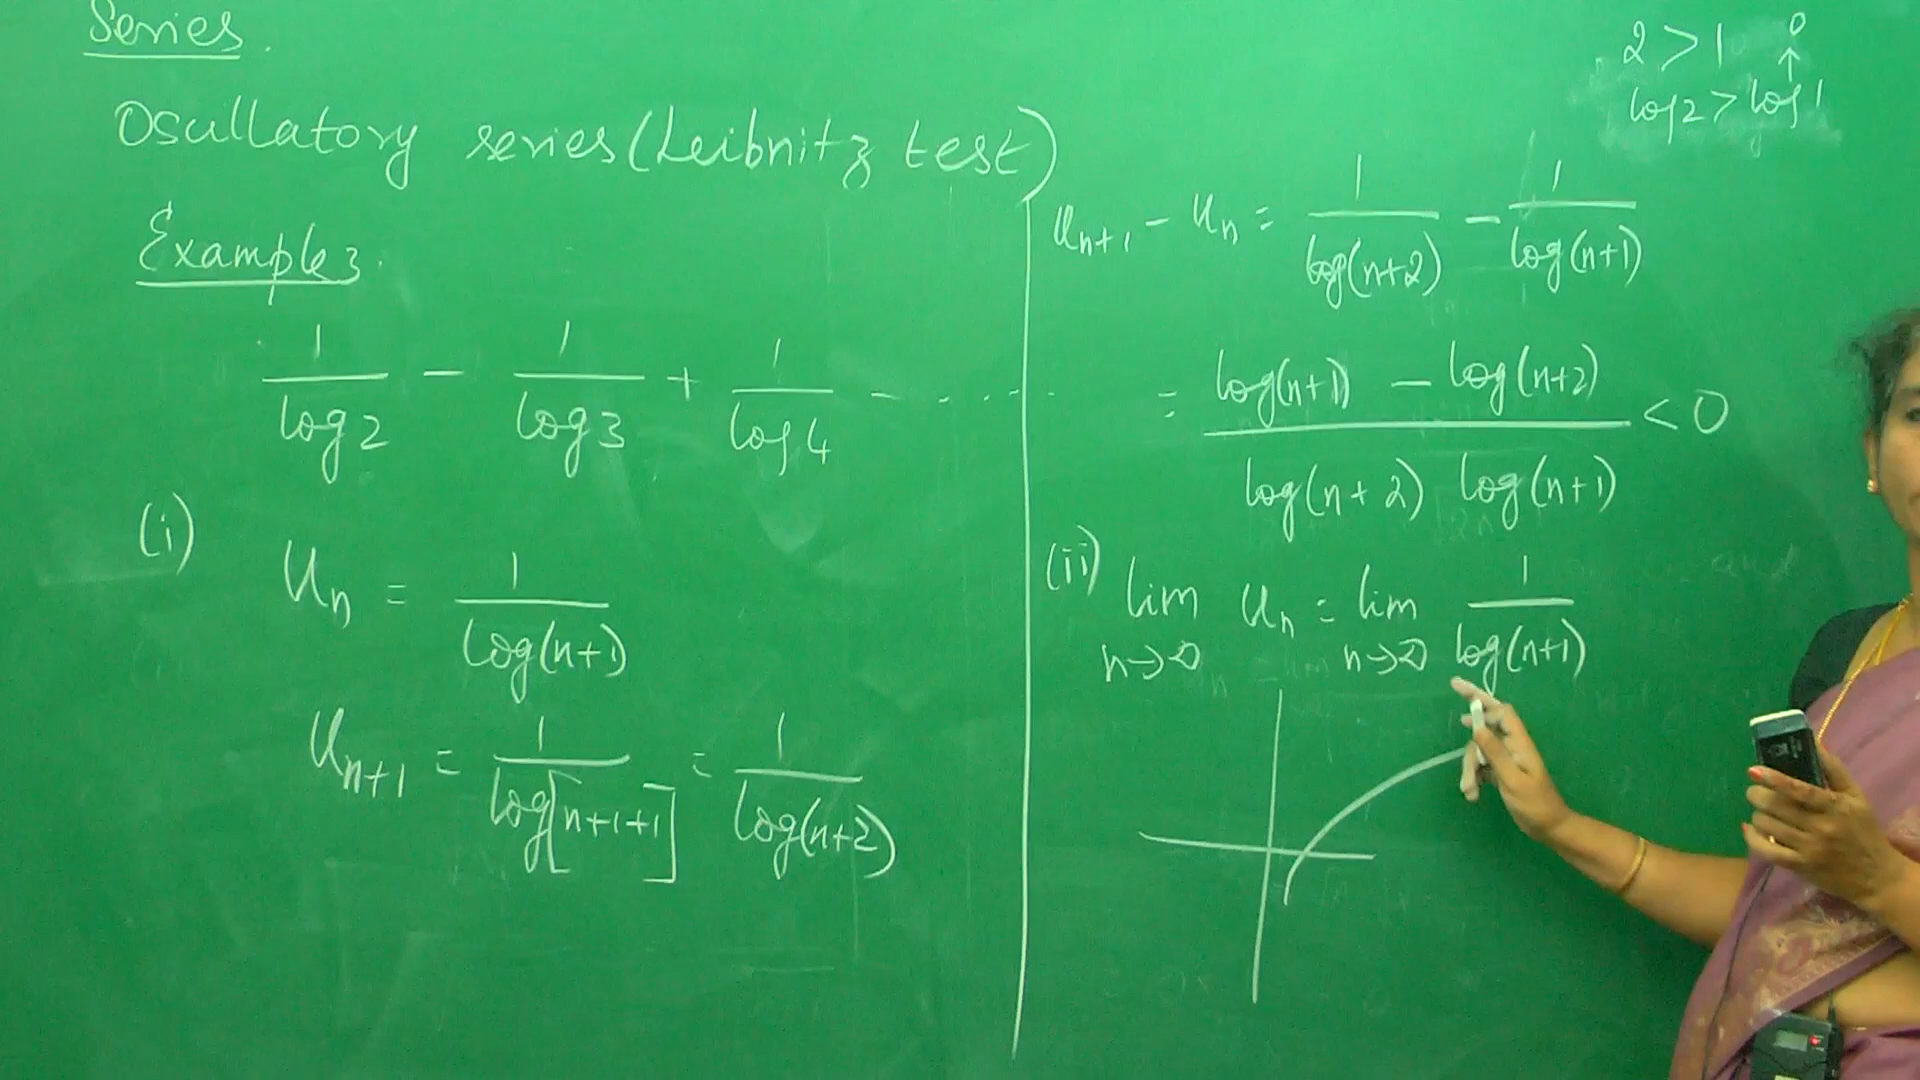 Series.
Oscillatory series (Leibnitz test)
Example 3.
1/log 2 - 1/log 3 + 1/log 4 - .....
(i) Un = 1/log(n+1)
Un+1 = 1/log[n+1+1] = 1/log(n+2)
2 > 1 0
↑
log 2 > log 1
Un+1 - Un = 1/log(n+2) - 1/log(n+1)
= log(n+1) - log(n+2) / log(n+2) log(n+1) < 0
(ii) lim n→∞ Un = lim n→∞ 1/log(n+1)